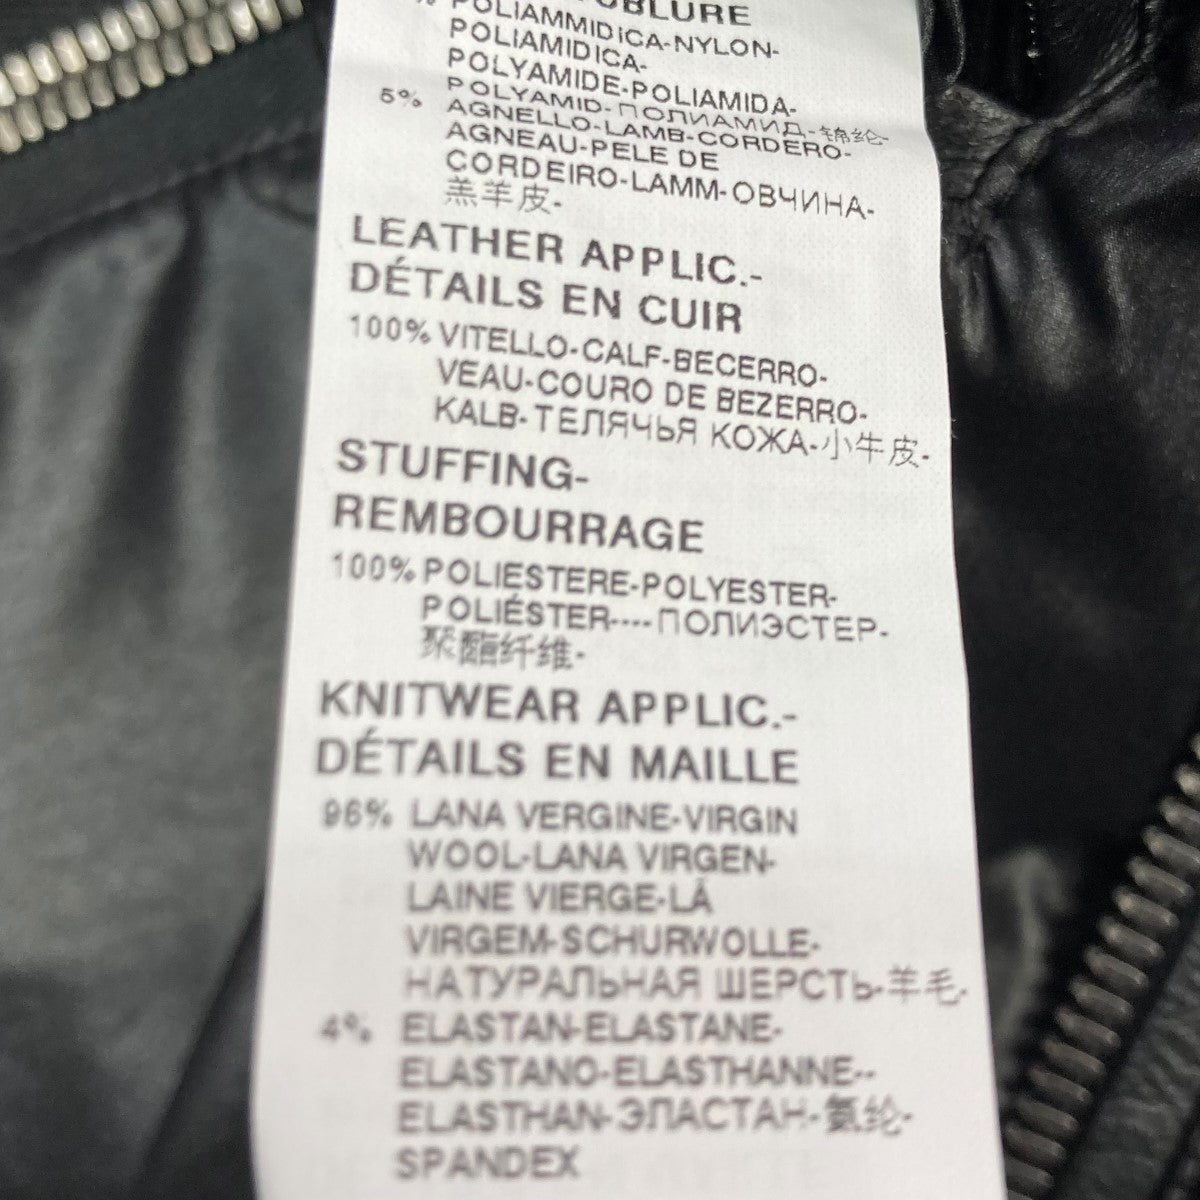 POLIAMMIDICA-NYLON-
POLIAMIDICA-
POLYAMIDE-POLIAMIDA-
POLYAMID-ПОЛИАМИД-锦纶-
5% AGNELLO-LAMB-CORDERO-
AGNEAU-PELE DE
CORDEIRO-LAMM-ОВЧИНА-
羔羊皮-
LEATHER APPLIC.-
DÉTAILS EN CUIR
100% VITELLO-CALF-BECERRO-
VEAU-COURO DE BEZERRO-
KALB-ТЕЛЯЧЬЯ КОЖА-小牛皮-
STUFFING-
REMBOURRAGE
100% POLIESTERE-POLYESTER-
POLIÉSTER----ПОЛИЭСТЕР-
聚酯纤维-
KNITWEAR APPLIC.-
DÉTAILS EN MAILLE
96% LANA VERGINE-VIRGIN
WOOL-LANA VIRGEN-
LAINE VIERGE-LÃ
VIRGEM-SCHURWOLLE-
НАТУРАЛЬНАЯ ШЕРСТЬ-羊毛-
4% ELASTAN-ELASTANE-
ELASTANO-ELASTHANNE--
ELASTHAN-ЭЛАСТАН-氨纶-
SPANDEX